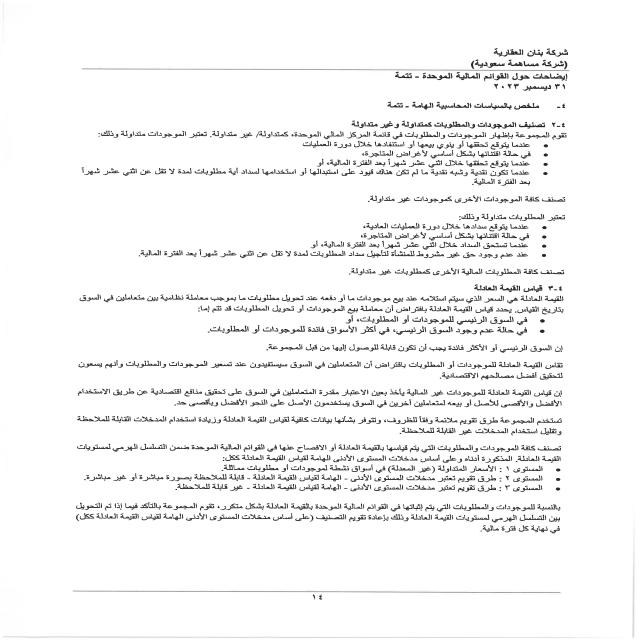 شركة بنان العقارية
(شركة مساهمة سعودية)
إيضاحات حول القوائم المالية الموحدة - تتمة
٣١ ديسمبر ٢٠٢٣
٤- ملخص بالسياسات المحاسبية الهامة - تتمة
٤-٢ تصنيف الموجودات والمطلوبات كمتداولة وغير متداولة
تقوم المجموعة بإظهار الموجودات والمطلوبات في قائمة المركز المالي الموحدة، كمتداولة/ غير متداولة. تعتبر الموجودات متداولة وذلك:
• عندما يتوقع تحققها أو ينوي بيعها أو استنفادها خلال دورة العمليات
• في حالة اقتنائها بشكل أساسي لأغراض المتاجرة،
• عندما يتوقع تحققها خلال اثني عشر شهراً بعد الفترة المالية، أو
• عندما تكون نقدية وشبه نقدية ما لم تكن هناك قيود على استبدالها أو استخدامها لسداد أية مطلوبات لمدة لا تقل عن اثني عشر شهراً
بعد الفترة المالية.
تصنف كافة الموجودات الأخرى كموجودات غير متداولة.
تعتبر المطلوبات متداولة وذلك:
• عندما يتوقع سدادها خلال دورة العمليات العادية،
• في حالة اقتنائها بشكل أساسي لأغراض المتاجرة،
• عندما تستحق السداد خلال اثني عشر شهراً بعد الفترة المالية، أو
• عند عدم وجود حق غير مشروط للمنشأة لتأجيل سداد المطلوبات لمدة لا تقل عن اثني عشر شهراً بعد الفترة المالية.
تصنف كافة المطلوبات المالية الأخرى كمطلوبات غير متداولة.
٤-٣ قياس القيمة العادلة
القيمة العادلة هي السعر الذي سيتم استلامه عند بيع موجودات ما أو دفعه عند تحويل مطلوبات ما بموجب معاملة نظامية بين متعاملين في السوق
بتاريخ القياس. يحدد قياس القيمة العادلة بافتراض أن معاملة بيع الموجودات أو تحويل المطلوبات قد تتم إما:
• في السوق الرئيسي للموجودات أو المطلوبات، أو
• في حالة عدم وجود السوق الرئيسي، في أكثر الأسواق فائدة للموجودات أو المطلوبات.
إن السوق الرئيسي أو الأكثر فائدة يجب أن تكون قابلة للوصول إليها من قبل المجموعة.
تقاس القيمة العادلة للموجودات أو المطلوبات بافتراض أن المتعاملين في السوق سيستفيدون عند تسعير الموجودات والمطلوبات وأنهم يسعون
لتحقيق أفضل مصالحهم الاقتصادية.
إن قياس القيمة العادلة للموجودات غير المالية يأخذ بعين الاعتبار مقدرة المتعاملين في السوق على تحقيق منافع اقتصادية عن طريق الاستخدام
الأفضل والأقصى للأصل أو بيعه لمتعاملين آخرين في السوق يستخدمون الأصل على النحو الأفضل وبأقصى حد.
تستخدم المجموعة طرق تقويم ملائمة وفقاً للظروف، وتتوفر بشأنها بيانات كافية لقياس القيمة العادلة وزيادة استخدام المدخلات القابلة للملاحظة
وتقليل استخدام المدخلات غير القابلة للملاحظة.
تصنف كافة الموجودات والمطلوبات التي يتم قياسها بالقيمة العادلة أو الافصاح عنها في القوائم المالية الموحدة ضمن التسلسل الهرمي لمستويات
القيمة العادلة. المذكورة أدناه وعلى أساس مدخلات المستوى الأدنى الهامة لقياس القيمة العادلة ككل:
• المستوى ١ : الأسعار المتداولة (غير المعدلة) في أسواق نشطة لموجودات أو مطلوبات مماثلة.
• المستوى ٢ : طرق تقويم تعتبر مدخلات المستوى الأدنى - الهامة لقياس القيمة العادلة - قابلة للملاحظة بصورة مباشرة أو غير مباشرة.
• المستوى ٣ : طرق تقويم تعتبر مدخلات المستوى الأدنى - الهامة لقياس القيمة العادلة - غير قابلة للملاحظة.
بالنسبة للموجودات والمطلوبات التي يتم إثباتها في القوائم المالية الموحدة بالقيمة العادلة بشكل متكرر، تقوم المجموعة بالتأكد فيما إذا تم التحويل
بين التسلسل الهرمي لمستويات القيمة العادلة وذلك بإعادة تقويم التصنيف (على أساس مدخلات المستوى الأدنى الهامة لقياس القيمة العادلة ككل)
في نهاية كل فترة مالية.
١٤